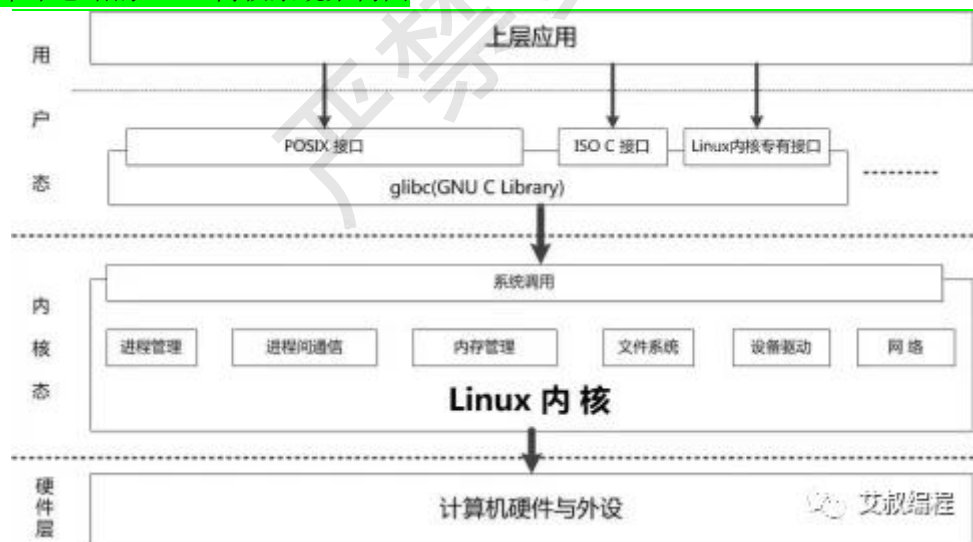 上层应用
用
户
态
POSIX 接口
ISO C 接口
Linux内核专有接口
glibc(GNU C Library)
系统调用
内
核
态
进程管理
进程间通信
内存管理
文件系统
设备驱动
网 络
Linux 内 核
硬
件
层
计算机硬件与外设
艾叔编程
严禁